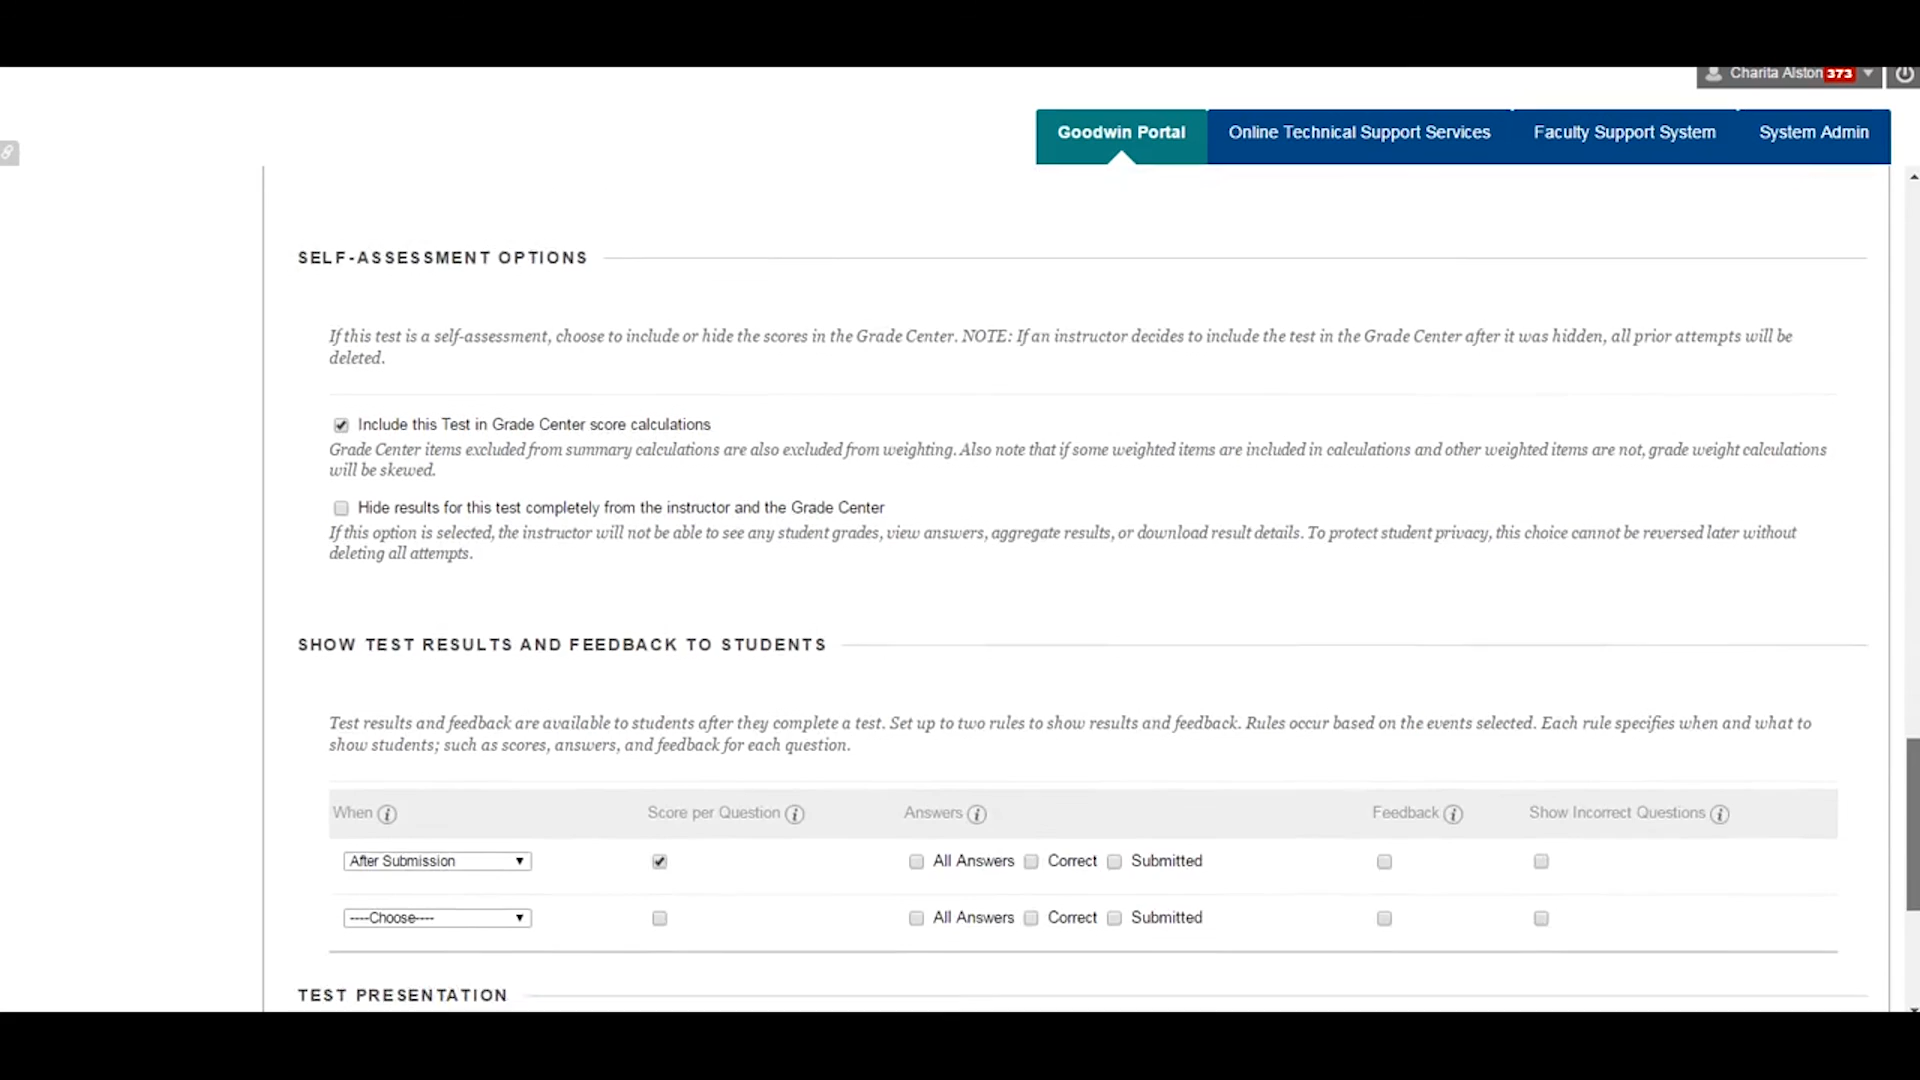 Charita Alston 373
Goodwin Portal Online Technical Support Services Faculty Support System System Admin
SELF-ASSESSMENT OPTIONS
If this test is a self-assessment, choose to include or hide the scores in the Grade Center. NOTE: If an instructor decides to include the test in the Grade Center after it was hidden, all prior attempts will be
deleted.
Include this Test in Grade Center score calculations
Grade Center items excluded from summary calculations are also excluded from weighting. Also note that if some weighted items are included in calculations and other weighted items are not, grade weight calculations
will be skewed.
Hide results for this test completely from the instructor and the Grade Center
If this option is selected, the instructor will not be able to see any student grades, view answers, aggregate results, or download result details. To protect student privacy, this choice cannot be reversed later without
deleting all attempts.
SHOW TEST RESULTS AND FEEDBACK TO STUDENTS
Test results and feedback are available to students after they complete a test. Set up to two rules to show results and feedback. Rules occur based on the events selected. Each rule specifies when and what to
show students; such as scores, answers, and feedback for each question.
When Score per Question Answers Feedback Show Incorrect Questions
After Submission All Answers Correct Submitted
----Choose---- All Answers Correct Submitted
TEST PRESENTATION